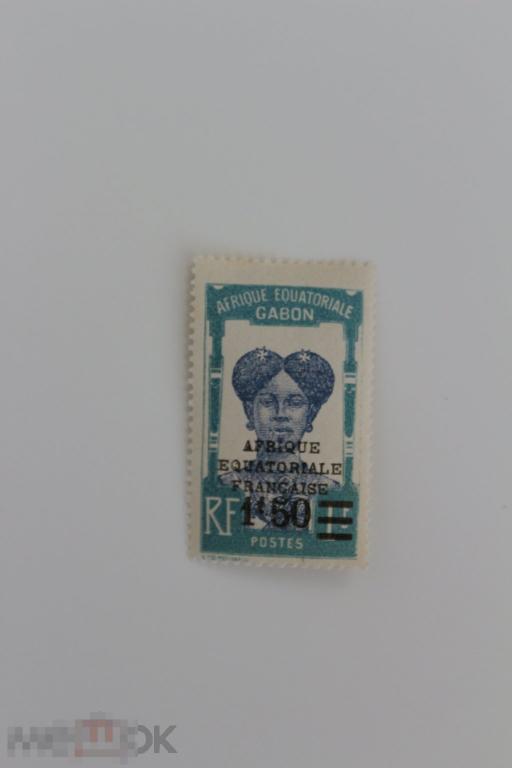 AFRIQUE EQUATORIALE
GABON
AFRIQUE
EQUATORIALE
FRANÇAISE
RF 1f50
POSTES